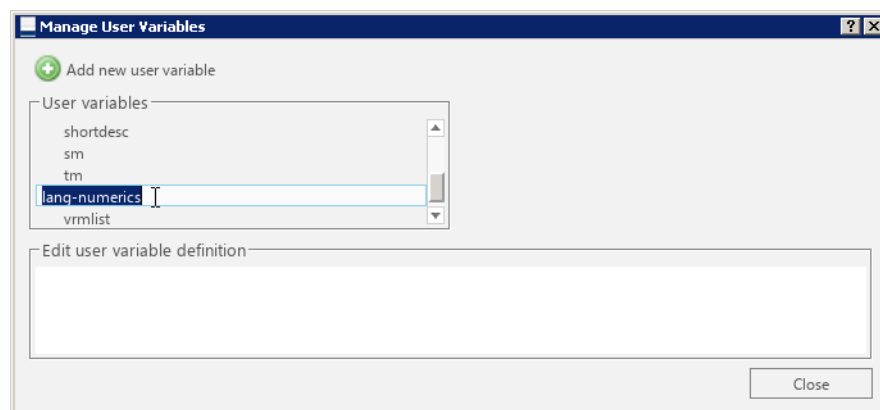 Manage User Variables
Add new user variable
User variables
shortdesc
sm
tm
lang-numerics
vrmlist
Edit user variable definition
Close